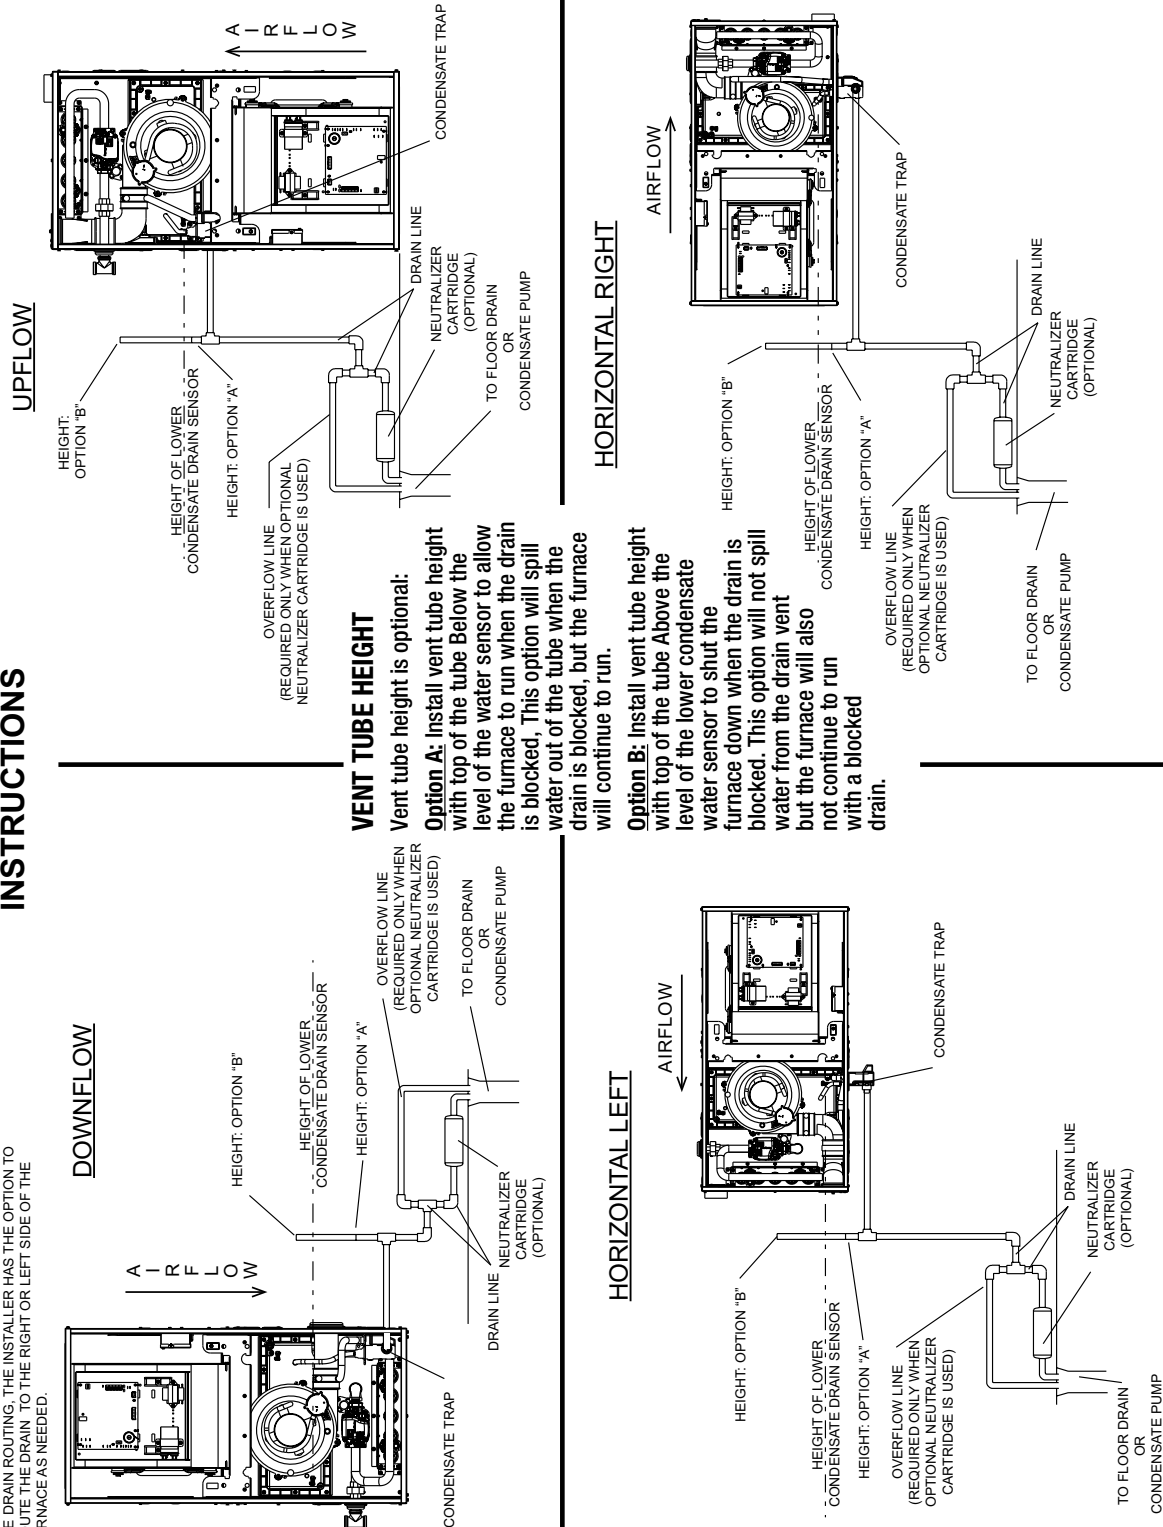 INSTRUCTIONS
DRAIN ROUTING, THE INSTALLER HAS THE OPTION TO
THE DRAIN TO THE RIGHT OR LEFT SIDE OF THE
AS NEEDED.
DOWNFLOW
AIRFLOW
HEIGHT: OPTION "B"
HEIGHT OF LOWER
CONDENSATE DRAIN SENSOR
HEIGHT: OPTION "A"
OVERFLOW LINE
(REQUIRED ONLY WHEN
OPTIONAL NEUTRALIZER
CARTRIDGE IS USED)
TO FLOOR DRAIN
OR
CONDENSATE PUMP
CONDENSATE TRAP
DRAIN LINE
NEUTRALIZER
CARTRIDGE
(OPTIONAL)
UPFLOW
HEIGHT:
OPTION "B"
AIRFLOW
CONDENSATE TRAP
HEIGHT OF LOWER
CONDENSATE DRAIN SENSOR
HEIGHT: OPTION "A"
OVERFLOW LINE
(REQUIRED ONLY WHEN OPTIONAL
NEUTRALIZER CARTRIDGE IS USED)
DRAIN LINE
NEUTRALIZER
CARTRIDGE
(OPTIONAL)
TO FLOOR DRAIN
OR
CONDENSATE PUMP
VENT TUBE HEIGHT
Vent tube height is optional:
Option A: Install vent tube height
with top of the tube Below the
level of the water sensor to allow
the furnace to run when the drain
is blocked, This option will spill
water out of the tube when the
drain is blocked, but the furnace
will continue to run.
Option B: Install vent tube height
with top of the tube Above the
level of the lower condensate
water sensor to shut the
furnace down when the drain is
blocked. This option will not spill
water from the drain vent
but the furnace will also
not continue to run
with a blocked
drain.
HORIZONTAL LEFT
AIRFLOW
HEIGHT: OPTION "B"
HEIGHT OF LOWER
CONDENSATE DRAIN SENSOR
HEIGHT: OPTION "A"
OVERFLOW LINE
(REQUIRED ONLY WHEN
OPTIONAL NEUTRALIZER
CARTRIDGE IS USED)
CONDENSATE TRAP
DRAIN LINE
NEUTRALIZER
CARTRIDGE
(OPTIONAL)
TO FLOOR DRAIN
OR
CONDENSATE PUMP
HORIZONTAL RIGHT
AIRFLOW
HEIGHT: OPTION "B"
HEIGHT OF LOWER
CONDENSATE DRAIN SENSOR
HEIGHT: OPTION "A"
OVERFLOW LINE
(REQUIRED ONLY WHEN
OPTIONAL NEUTRALIZER
CARTRIDGE IS USED)
CONDENSATE TRAP
DRAIN LINE
NEUTRALIZER
CARTRIDGE
(OPTIONAL)
TO FLOOR DRAIN
OR
CONDENSATE PUMP